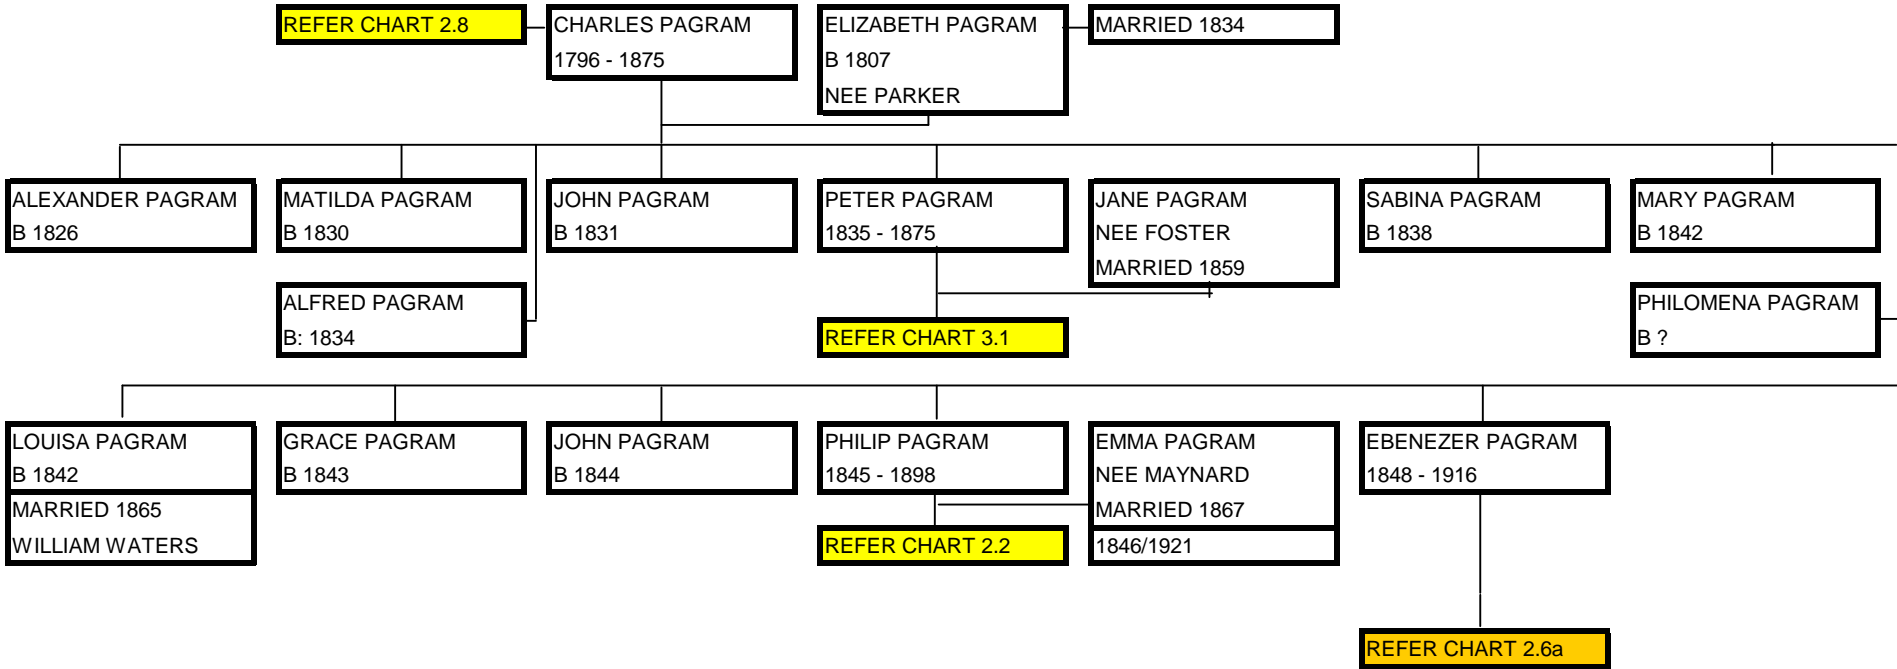 REFER CHART 2.8
CHARLES PAGRAM
1796 - 1875
ELIZABETH PAGRAM
B 1807
NEE PARKER
MARRIED 1834
ALEXANDER PAGRAM
B 1826
MATILDA PAGRAM
B 1830
JOHN PAGRAM
B 1831
PETER PAGRAM
1835 - 1875
JANE PAGRAM
NEE FOSTER
MARRIED 1859
SABINA PAGRAM
B 1838
MARY PAGRAM
B 1842
ALFRED PAGRAM
B: 1834
REFER CHART 3.1
PHILOMENA PAGRAM
B ?
LOUISA PAGRAM
B 1842
MARRIED 1865
WILLIAM WATERS
GRACE PAGRAM
B 1843
JOHN PAGRAM
B 1844
PHILIP PAGRAM
1845 - 1898
REFER CHART 2.2
EMMA PAGRAM
NEE MAYNARD
MARRIED 1867
1846/1921
EBENEZER PAGRAM
1848 - 1916
REFER CHART 2.6a